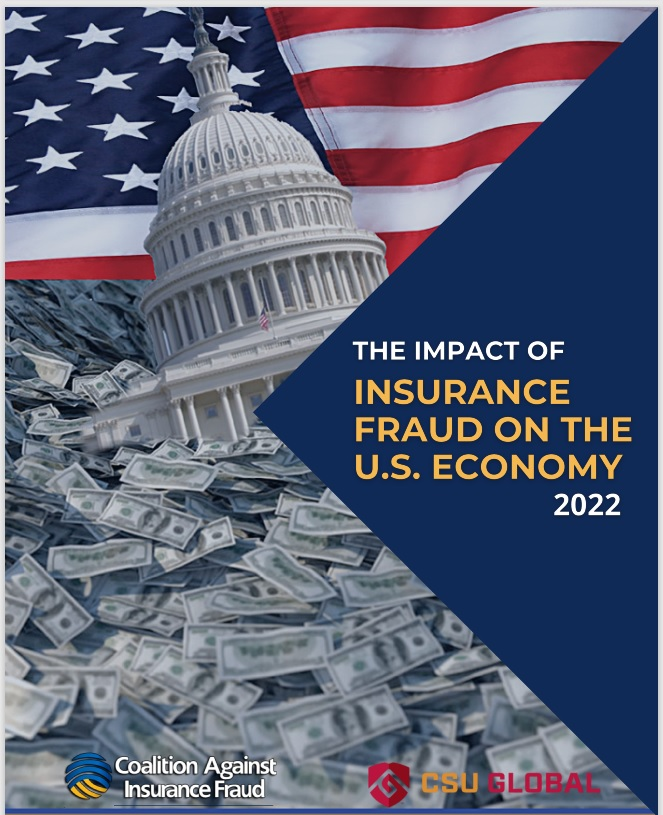 THE IMPACT OF
INSURANCE
FRAUD ON THE
U.S. ECONOMY
2022
Coalition Against
Insurance Fraud
CSU GLOBAL